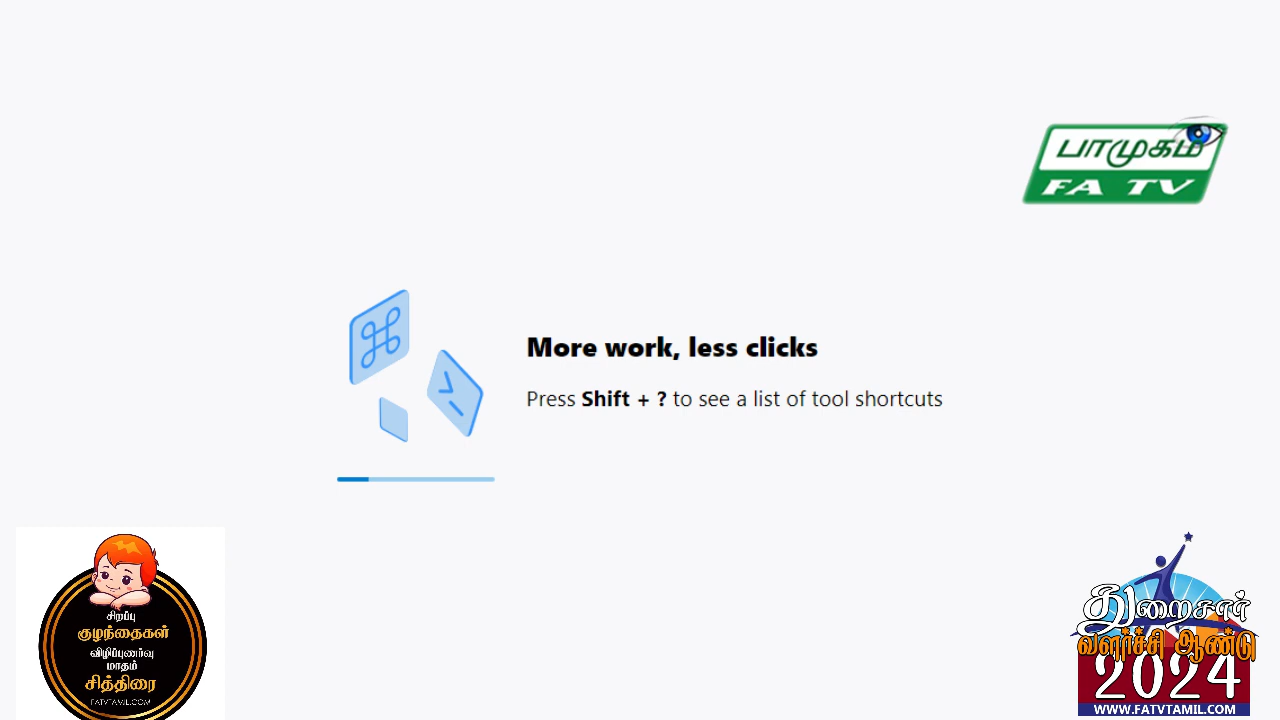 பாமுகம்
FA TV
More work, less clicks
Press Shift + ? to see a list of tool shortcuts
சிறப்பு
குழந்தைகள்
விழிப்புணர்வு
மாதம்
சித்திரை
FATVTAMIL.COM
துறைசார்
வளர்ச்சி ஆண்டு
2024
WWW.FATVTAMIL.COM